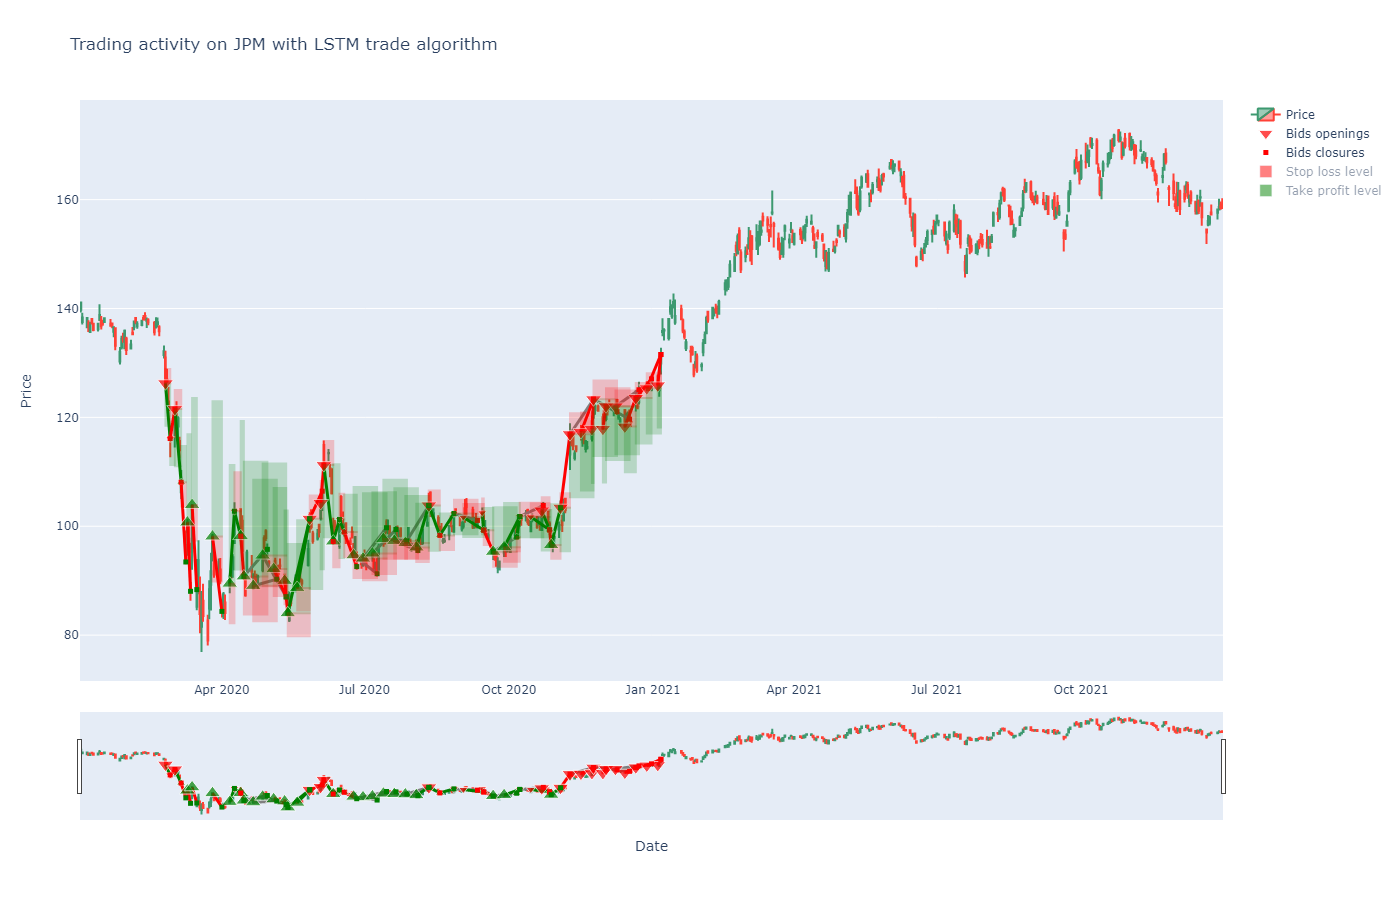 Trading activity on JPM with LSTM trade algorithm
Price
Bids openings
Bids closures
Stop loss level
Take profit level
Price
160
140
120
100
80
Apr 2020
Jul 2020
Oct 2020
Jan 2021
Apr 2021
Jul 2021
Oct 2021
Date